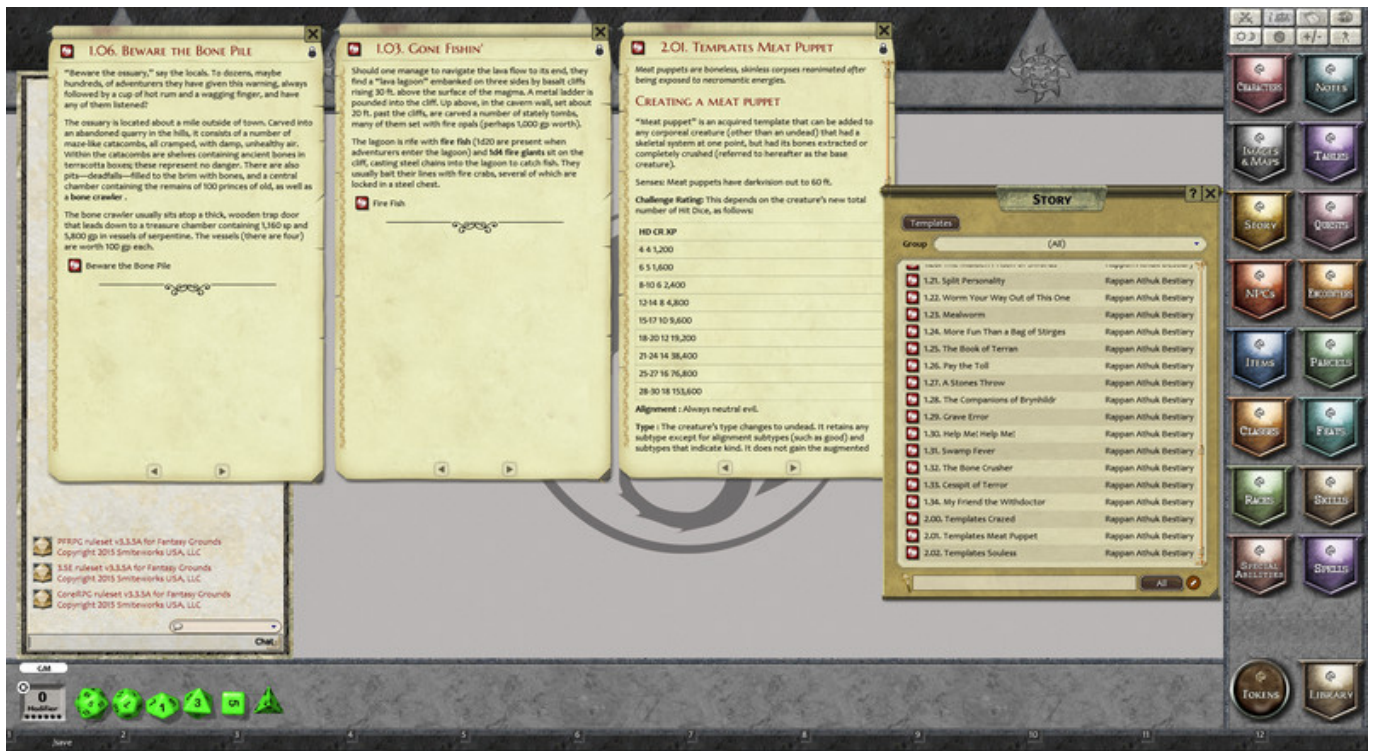 1.06. Beware the Bone Pile
"Beware the ossuary," say the locals. To dozens, maybe
hundreds, of adventurers they have given this warning, always
followed by a cup of hot rum and a wagging finger, and have
any of them listened?
The ossuary is located about a mile outside of town. Carved into
an abandoned quarry in the hills, it consists of a number of
maze-like catacombs, all cramped, with damp, unhealthy air.
Within the catacombs are shelves containing ancient bones in
terracotta boxes; these represent no danger. There are also
pits—deadfalls—filled to the brim with bones, and a central
chamber containing the remains of 100 princes of old, as well as
a bone crawler .
The bone crawler usually sits atop a thick, wooden trap door
that leads down to a treasure chamber containing 1,160 sp and
5,800 gp in vessels of serpentine. The vessels (there are four)
are worth 100 gp each.
Beware the Bone Pile
1.03. Gone Fishin'
Should one manage to navigate the lava flow to its end, they
find a "lava lagoon" embanked on three sides by basalt cliffs
rising 30 ft. above the surface of the magma. A metal ladder is
pounded into the cliff. Up above, in the cavern wall, set about
20 ft. past the cliffs, are carved a number of stately tombs,
many of them set with fire opals (perhaps 1,000 gp worth).
The lagoon is rife with fire fish (1d20 are present when
adventurers enter the lagoon) and 1d4 fire giants sit on the
cliff, casting steel chains into the lagoon to catch fish. They
usually bait their lines with fire crabs, several of which are
locked in a steel chest.
Fire Fish
2.01. Templates Meat Puppet
Meat puppets are boneless, skinless corpses reanimated after
being exposed to necromantic energies.
Creating a meat puppet
"Meat puppet" is an acquired template that can be added to
any corporeal creature (other than an undead) that had a
skeletal system at one point, but had its bones extracted or
completely crushed (referred to hereafter as the base
creature).
Senses: Meat puppets have darkvision out to 60 ft.
Challenge Rating: This depends on the creature's new total
number of Hit Dice, as follows:
HD CR XP
4 4 1,200
6 5 1,600
8-10 6 2,400
12-14 8 4,800
15-17 10 9,600
18-20 12 19,200
21-24 14 38,400
25-27 16 76,800
28-30 18 153,600
Alignment : Always neutral evil.
Type : The creature's type changes to undead. It retains any
subtype except for alignment subtypes (such as good) and
subtypes that indicate kind. It does not gain the augmented
Story
?
Templates
Group (All)
1.21. Split Personality Rappan Athuk Bestiary
1.22. Worm Your Way Out of This One Rappan Athuk Bestiary
1.23. Mealworm Rappan Athuk Bestiary
1.24. More Fun Than a Bag of Stirges Rappan Athuk Bestiary
1.25. The Book of Terran Rappan Athuk Bestiary
1.26. Pay the Toll Rappan Athuk Bestiary
1.27. A Stones Throw Rappan Athuk Bestiary
1.28. The Companions of Brynhildr Rappan Athuk Bestiary
1.29. Grave Error Rappan Athuk Bestiary
1.30. Help Me! Help Me! Rappan Athuk Bestiary
1.31. Swamp Fever Rappan Athuk Bestiary
1.32. The Bone Crusher Rappan Athuk Bestiary
1.33. Cesspit of Terror Rappan Athuk Bestiary
1.34. My Friend the Withdoctor Rappan Athuk Bestiary
2.00. Templates Crazed Rappan Athuk Bestiary
2.01. Templates Meat Puppet Rappan Athuk Bestiary
2.02. Templates Souless Rappan Athuk Bestiary
All
+/-
Characters Notes
Images & Maps Tables
Story Quests
NPCs Encounters
Items Parcels
Classes Feats
Races Skills
Special Abilities Spells
Tokens Library
PFRPG ruleset v3.3.5A for Fantasy Grounds
Copyright 2015 Smiteworks USA, LLC
3.5E ruleset v3.3.5A for Fantasy Grounds
Copyright 2015 Smiteworks USA, LLC
CoreRPG ruleset v3.3.5A for Fantasy Grounds
Copyright 2015 Smiteworks USA, LLC
Chat
GM
0
Modifier
1 3 5
2 3 4 5 6 7 8 9 10 11 12
/save